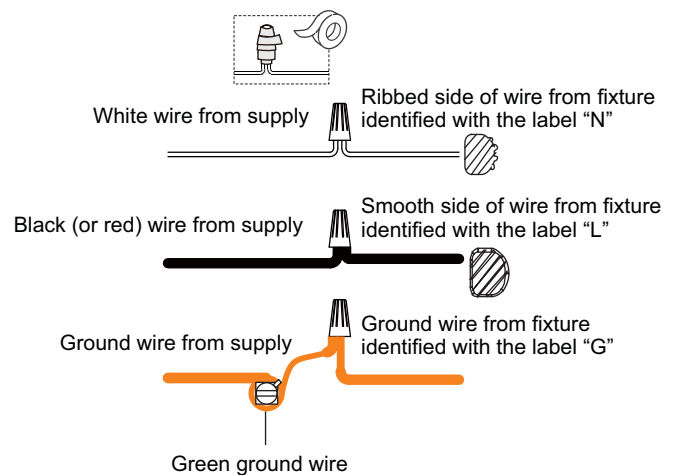 White wire from supply
Ribbed side of wire from fixture
identified with the label “N”
Black (or red) wire from supply
Smooth side of wire from fixture
identified with the label “L”
Ground wire from supply
Ground wire from fixture
identified with the label “G”
Green ground wire